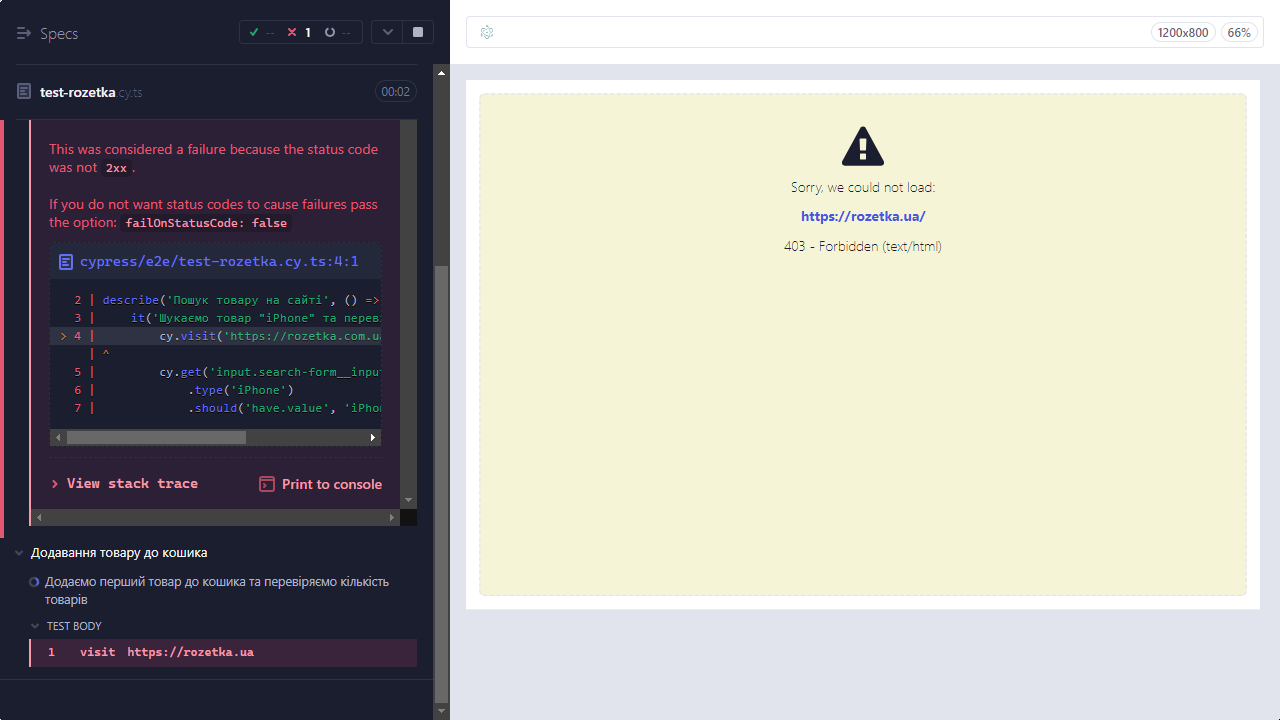 Specs
-- 1 --
test-rozetka.cy.ts 00:02
This was considered a failure because the status code
was not 2xx.
If you do not want status codes to cause failures pass
the option: failOnStatusCode: false
cypress/e2e/test-rozetka.cy.ts:4:1
2 | describe('Пошук товару на сайті', () =>
3 | it('Шукаємо товар "iPhone" та перев
> 4 | cy.visit('https://rozetka.com.ua
| ^
5 | cy.get('input.search-form__input
6 | .type('iPhone')
7 | .should('have.value', 'iPhon
View stack trace
Print to console
Додавання товару до кошика
Додаємо перший товар до кошика та перевіряємо кількість
товарів
TEST BODY
1 visit https://rozetka.ua
1200x800 66%
Sorry, we could not load:
https://rozetka.ua/
403 - Forbidden (text/html)